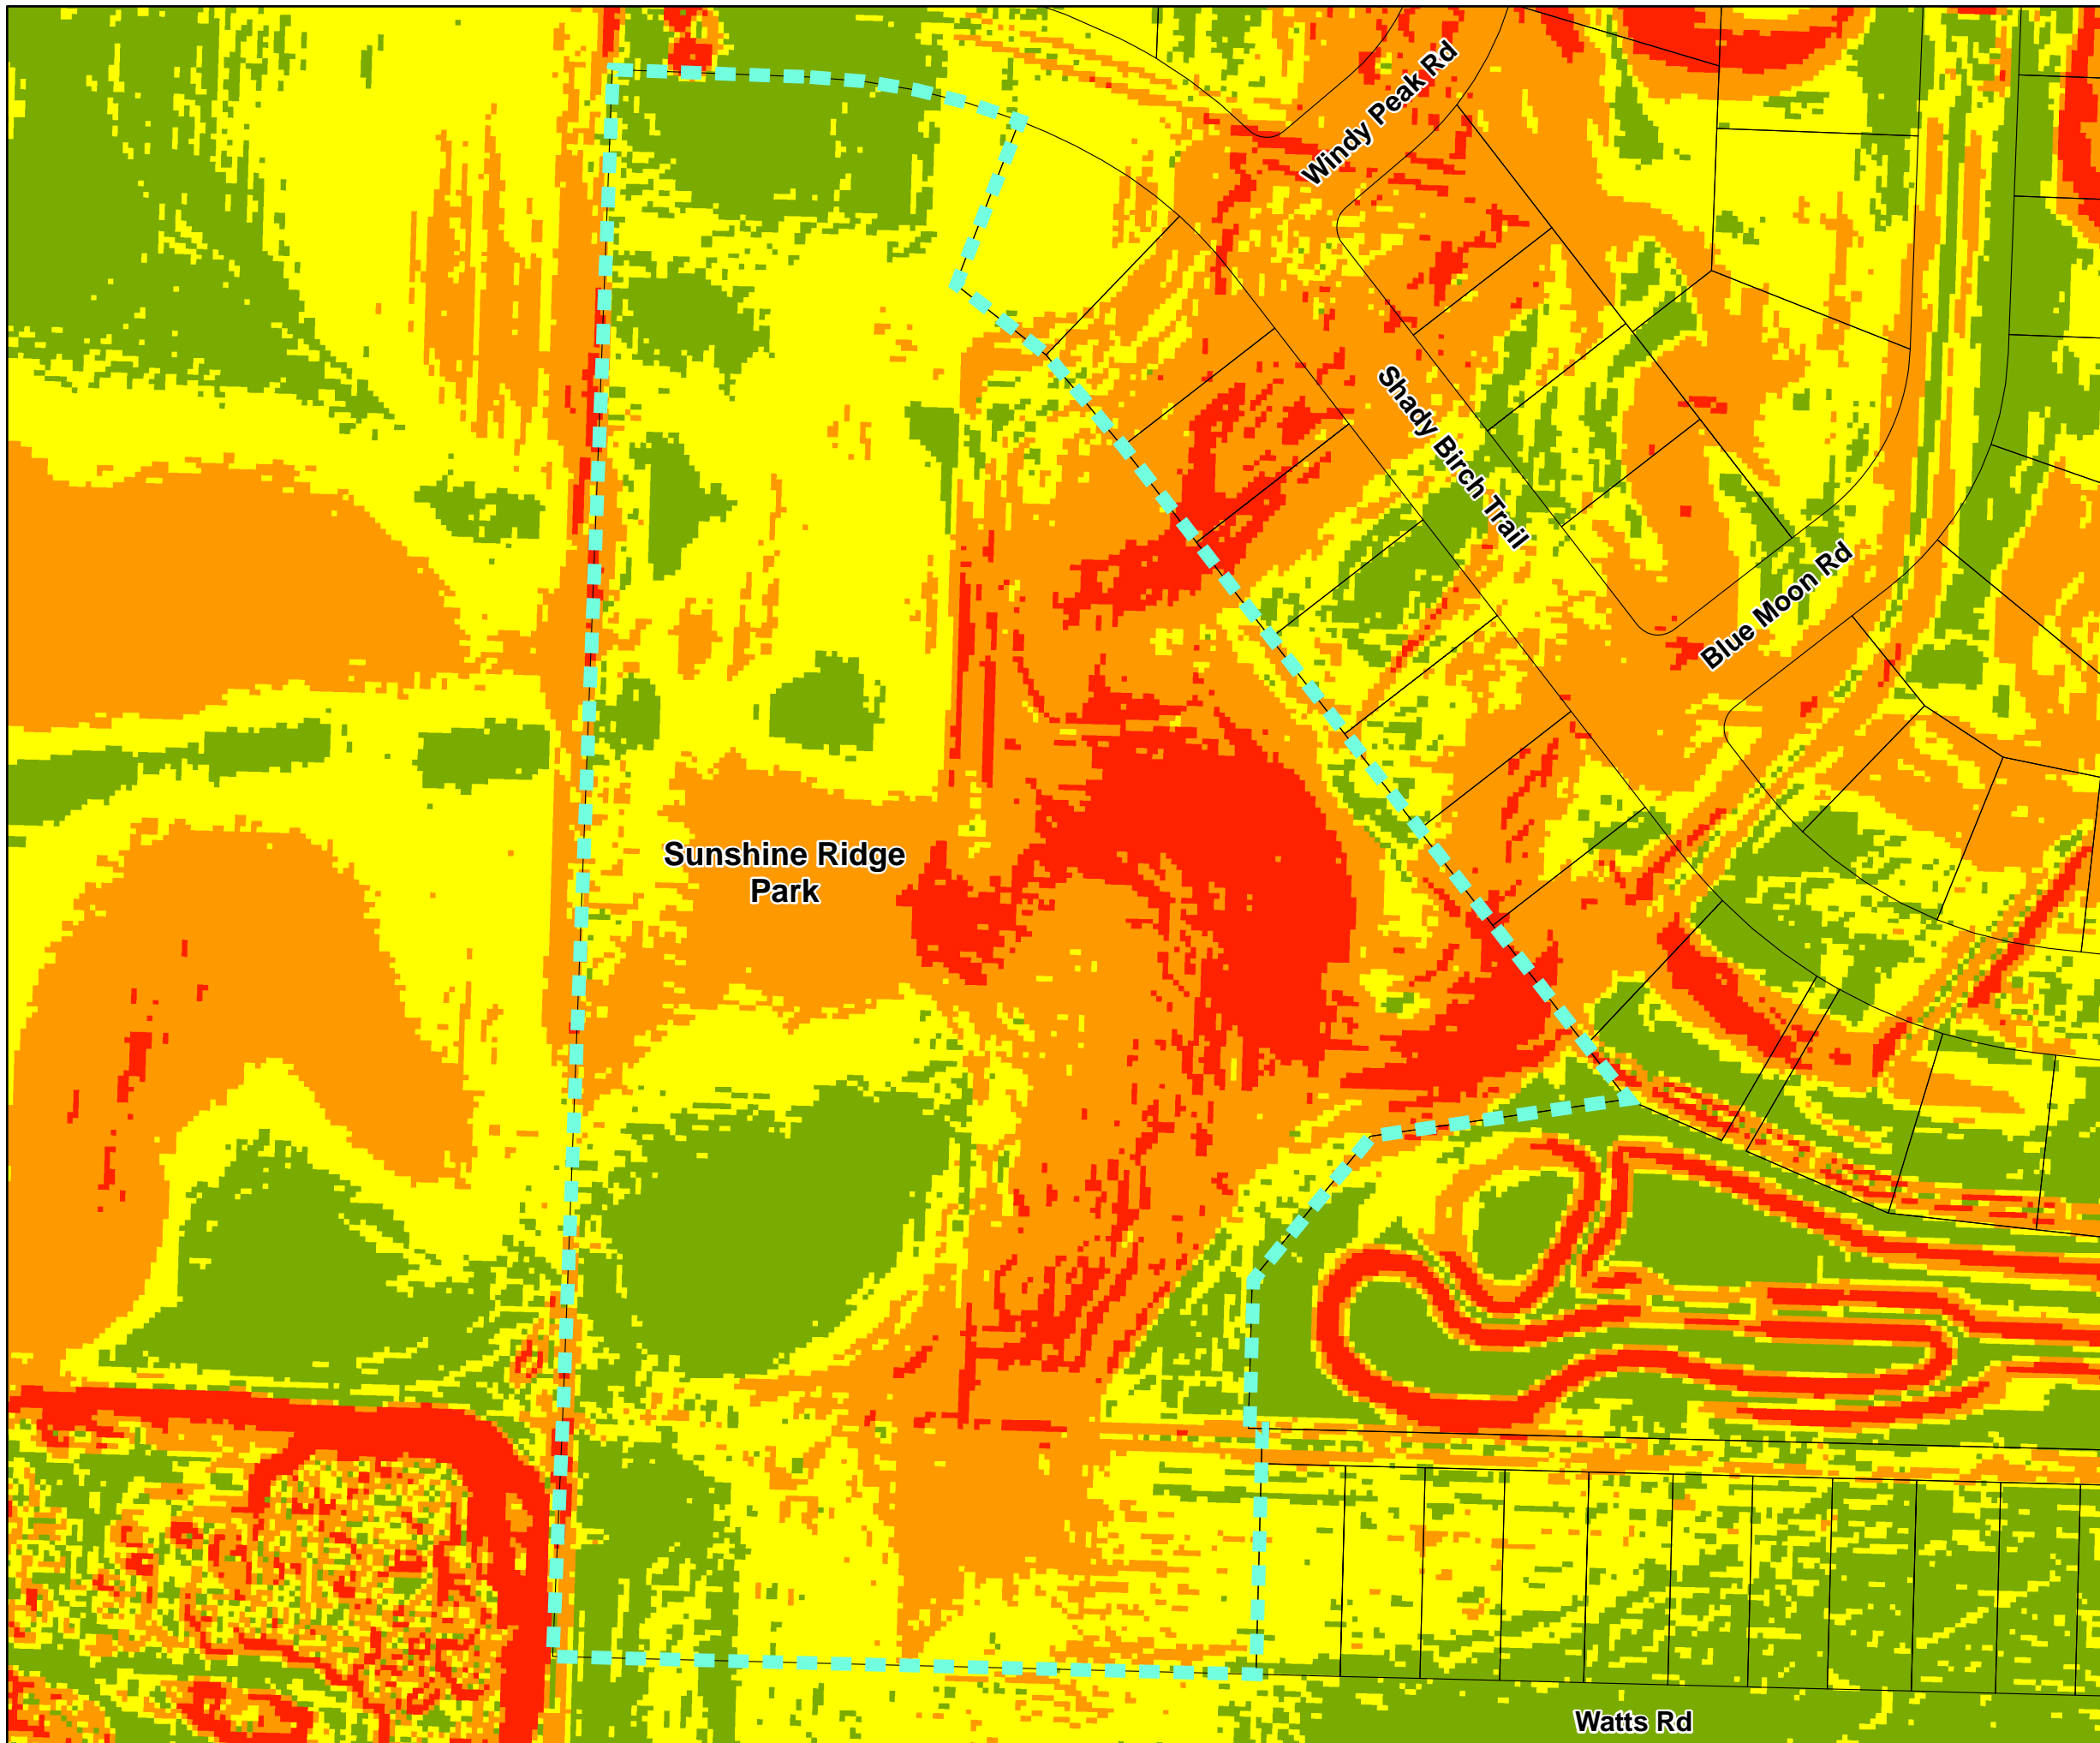 Windy Peak Rd
Shady Birch Trail
Blue Moon Rd
Sunshine Ridge
Park
Watts Rd